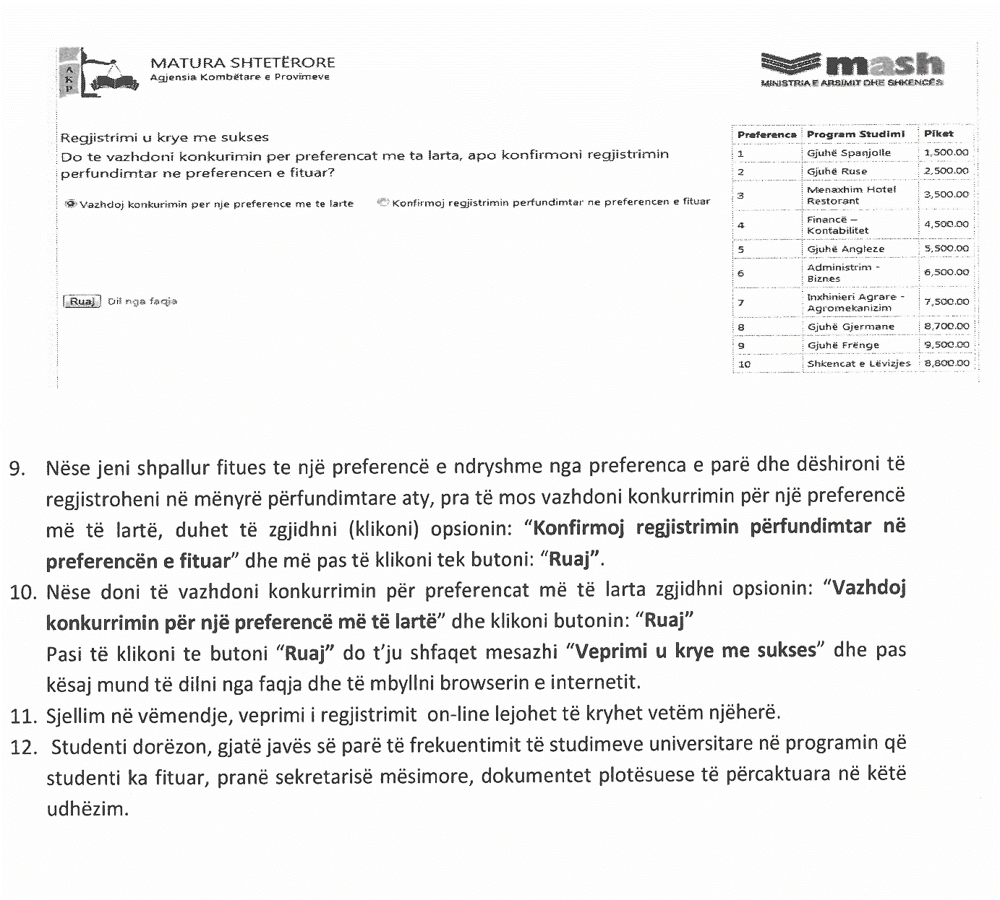 AKP
MATURA SHTETËRORE
Agjensia Kombëtare e Provimeve
mash
MINISTRIA E ARSIMIT DHE SHKENCËS
Regjistrimi u krye me sukses
Do te vazhdoni konkurimin per preferencat me ta larta, apo konfirmoni regjistrimin
perfundimtar ne preferencen e fituar?
Vazhdoj konkurimin per nje preference me te larte Konfirmoj regjistrimin perfundimtar ne preferencen e fituar
Ruaj Dil nga faqja
Preferenca Program Studimi Piket
1 Gjuhë Spanjolle 1,500.00
2 Gjuhë Ruse 2,500.00
3 Menaxhim Hotel 3,500.00
Restorant
4 Financë – 4,500.00
Kontabilitet
5 Gjuhë Angleze 5,500.00
6 Administrim - 6,500.00
Biznes
7 Inxhinieri Agrare - 7,500.00
Agromekanizim
8 Gjuhë Gjermane 8,700.00
9 Gjuhë Frënge 9,500.00
10 Shkencat e Lëvizjes 8,800.00
9. Nëse jeni shpallur fitues te një preferencë e ndryshme nga preferenca e parë dhe dëshironi të
regjistroheni në mënyrë përfundimtare aty, pra të mos vazhdoni konkurrimin për një preferencë
më të lartë, duhet të zgjidhni (klikoni) opsionin: “Konfirmoj regjistrimin përfundimtar në
preferencën e fituar” dhe më pas të klikoni tek butoni: “Ruaj”.
10. Nëse doni të vazhdoni konkurrimin për preferencat më të larta zgjidhni opsionin: “Vazhdoj
konkurrimin për një preferencë më të lartë” dhe klikoni butonin: “Ruaj”
Pasi të klikoni te butoni “Ruaj” do t’ju shfaqet mesazhi “Veprimi u krye me sukses” dhe pas
kësaj mund të dilni nga faqja dhe të mbyllni browserin e internetit.
11. Sjellim në vëmendje, veprimi i regjistrimit on-line lejohet të kryhet vetëm njëherë.
12. Studenti dorëzon, gjatë javës së parë të frekuentimit të studimeve universitare në programin që
studenti ka fituar, pranë sekretarisë mësimore, dokumentet plotësuese të përcaktuara në këtë
udhëzim.